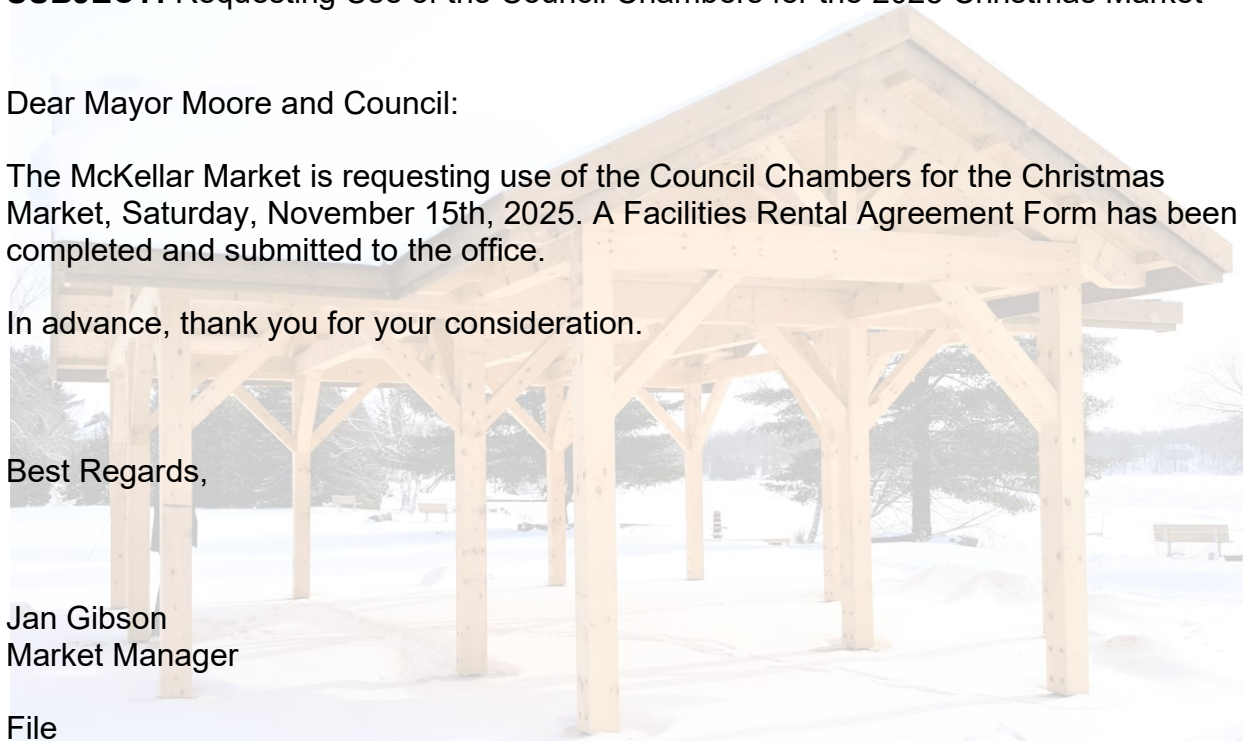 SUBJECT: Requesting Use of the Council Chambers for the 2025 Christmas Market
Dear Mayor Moore and Council:
The McKellar Market is requesting use of the Council Chambers for the Christmas
Market, Saturday, November 15th, 2025. A Facilities Rental Agreement Form has been
completed and submitted to the office.
In advance, thank you for your consideration.
Best Regards,
Jan Gibson
Market Manager
File